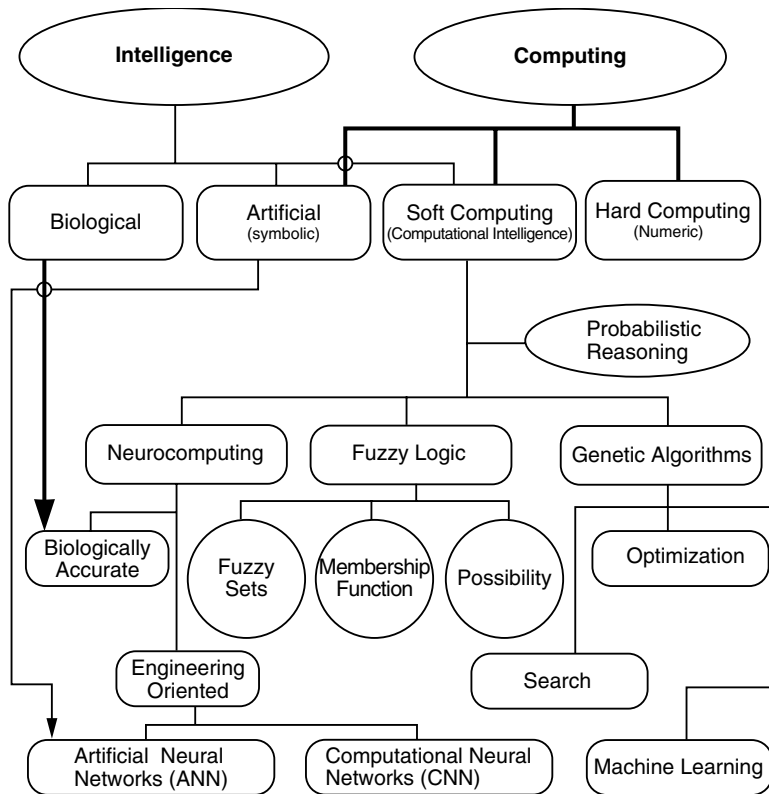 Intelligence
Computing
Biological
Artificial
(symbolic)
Soft Computing
(Computational Intelligence)
Hard Computing
(Numeric)
Probabilistic
Reasoning
Neurocomputing
Fuzzy Logic
Genetic Algorithms
Biologically
Accurate
Fuzzy
Sets
Membership
Function
Possibility
Optimization
Engineering
Oriented
Search
Artificial Neural
Networks (ANN)
Computational Neural
Networks (CNN)
Machine Learning